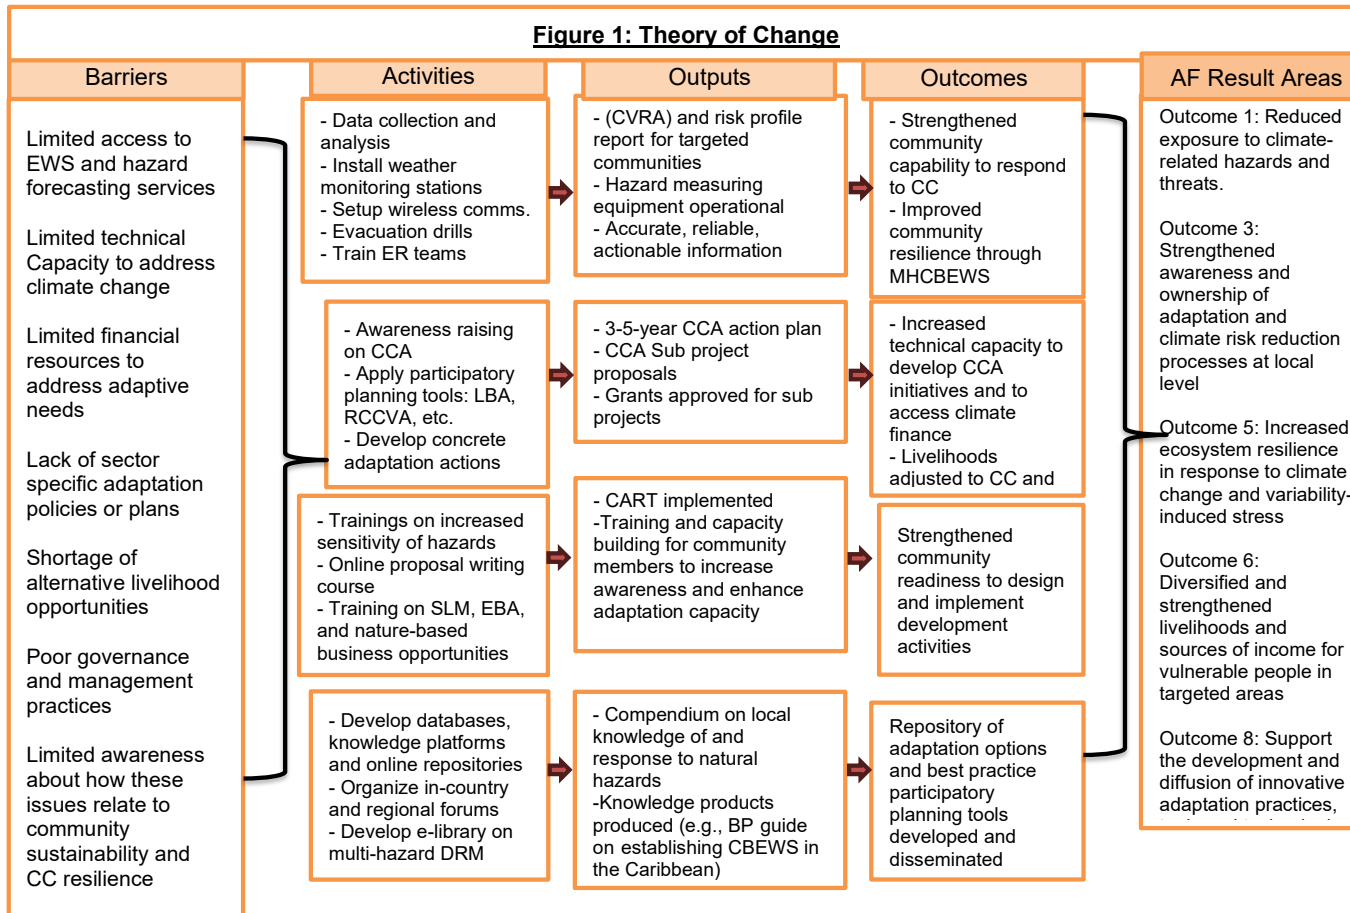 Figure 1: Theory of Change
Barriers
Limited access to
EWS and hazard
forecasting services
Limited technical
Capacity to address
climate change
Limited financial
resources to
address adaptive
needs
Lack of sector
specific adaptation
policies or plans
Shortage of
alternative livelihood
opportunities
Poor governance
and management
practices
Limited awareness
about how these
issues relate to
community
sustainability and
CC resilience
Activities
- Data collection and
analysis
- Install weather
monitoring stations
- Setup wireless comms.
- Evacuation drills
- Train ER teams
- Awareness raising
on CCA
- Apply participatory
planning tools: LBA,
RCCVA, etc.
- Develop concrete
adaptation actions
- Trainings on increased
sensitivity of hazards
- Online proposal writing
course
- Training on SLM, EBA,
and nature-based
business opportunities
- Develop databases,
knowledge platforms
and online repositories
- Organize in-country
and regional forums
- Develop e-library on
multi-hazard DRM
Outputs
- (CVRA) and risk profile
report for targeted
communities
- Hazard measuring
equipment operational
- Accurate, reliable,
actionable information
- 3-5-year CCA action plan
- CCA Sub project
proposals
- Grants approved for sub
projects
- CART implemented
-Training and capacity
building for community
members to increase
awareness and enhance
adaptation capacity
- Compendium on local
knowledge of and
response to natural
hazards
-Knowledge products
produced (e.g., BP guide
on establishing CBEWS in
the Caribbean)
Outcomes
- Strengthened
community
capability to respond
to CC
- Improved
community
resilience through
MHCBEWS
- Increased
technical capacity to
develop CCA
initiatives and to
access climate
finance
- Livelihoods
adjusted to CC and
Strengthened
community
readiness to design
and implement
development
activities
Repository of
adaptation options
and best practice
participatory
planning tools
developed and
disseminated
AF Result Areas
Outcome 1: Reduced
exposure to climate-
related hazards and
threats.
Outcome 3:
Strengthened
awareness and
ownership of
adaptation and
climate risk reduction
processes at local
level
Outcome 5: Increased
ecosystem resilience
in response to climate
change and variability-
induced stress
Outcome 6:
Diversified and
strengthened
livelihoods and
sources of income for
vulnerable people in
targeted areas
Outcome 8: Support
the development and
diffusion of innovative
adaptation practices,